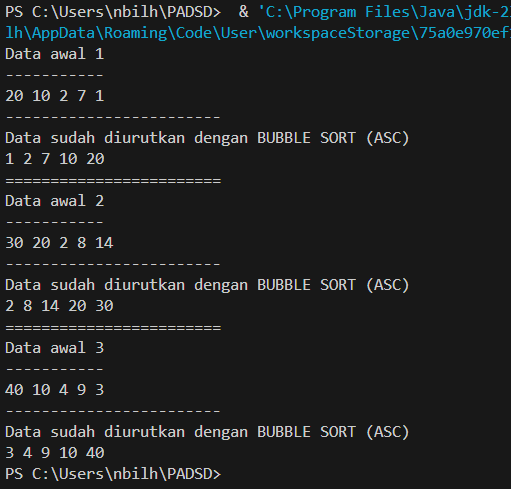 PS C:\Users\nbilh\PADSD>  & 'C:\Program Files\Java\jdk-2
lh\AppData\Roaming\Code\User\workspaceStorage\75a0e970ef
Data awal 1
-----------
20 10 2 7 1
------------------------
Data sudah diurutkan dengan BUBBLE SORT (ASC)
1 2 7 10 20
========================
Data awal 2
-----------
30 20 2 8 14
------------------------
Data sudah diurutkan dengan BUBBLE SORT (ASC)
2 8 14 20 30
========================
Data awal 3
-----------
40 10 4 9 3
------------------------
Data sudah diurutkan dengan BUBBLE SORT (ASC)
3 4 9 10 40
PS C:\Users\nbilh\PADSD>